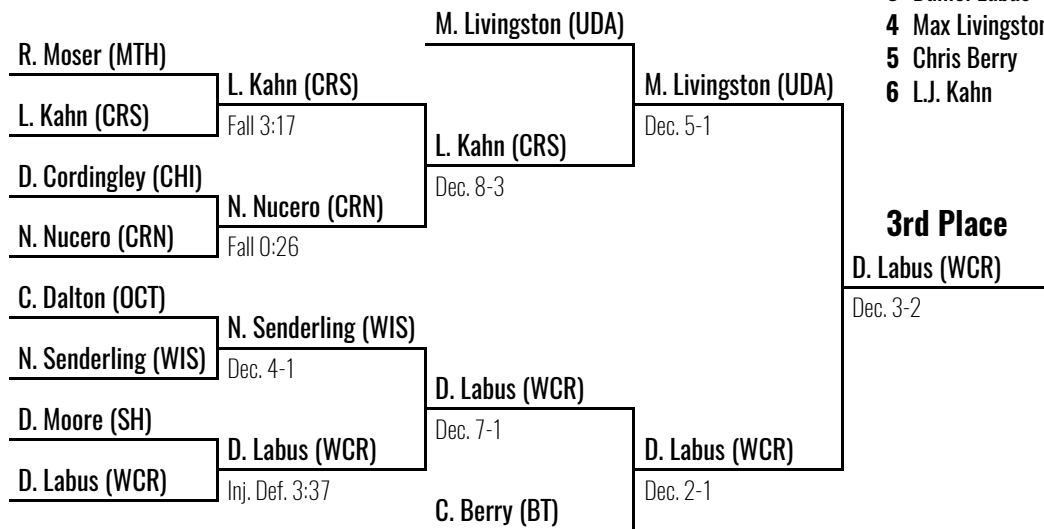 3 Daniel Labus
4 Max Livingston
5 Chris Berry
6 L.J. Kahn
M. Livingston (UDA)
R. Moser (MTH)
L. Kahn (CRS)
M. Livingston (UDA)
L. Kahn (CRS)
Fall 3:17
Dec. 5-1
L. Kahn (CRS)
D. Cordingley (CHI)
Dec. 8-3
N. Nucero (CRN)
3rd Place
N. Nucero (CRN)
Fall 0:26
D. Labus (WCR)
C. Dalton (OCT)
Dec. 3-2
N. Senderling (WIS)
N. Senderling (WIS)
Dec. 4-1
D. Labus (WCR)
D. Moore (SH)
Dec. 7-1
D. Labus (WCR)
D. Labus (WCR)
D. Labus (WCR)
Inj. Def. 3:37
Dec. 2-1
C. Berry (BT)